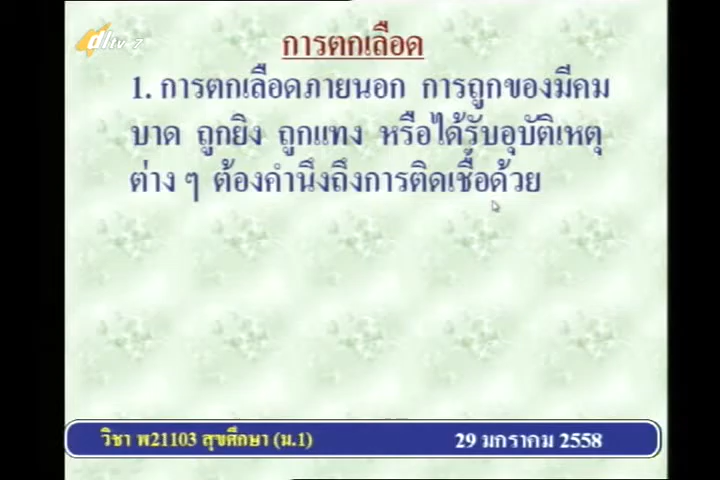 dltv 7
การตกเลือด
1. การตกเลือดภายนอก การถูกของมีคม
บาด ถูกยิง ถูกแทง หรือได้รับอุบัติเหตุ
ต่าง ๆ ต้องคำนึงถึงการติดเชื้อด้วย
วิชา พ21103 สุขศึกษา (ม.1)
29 มกราคม 2558